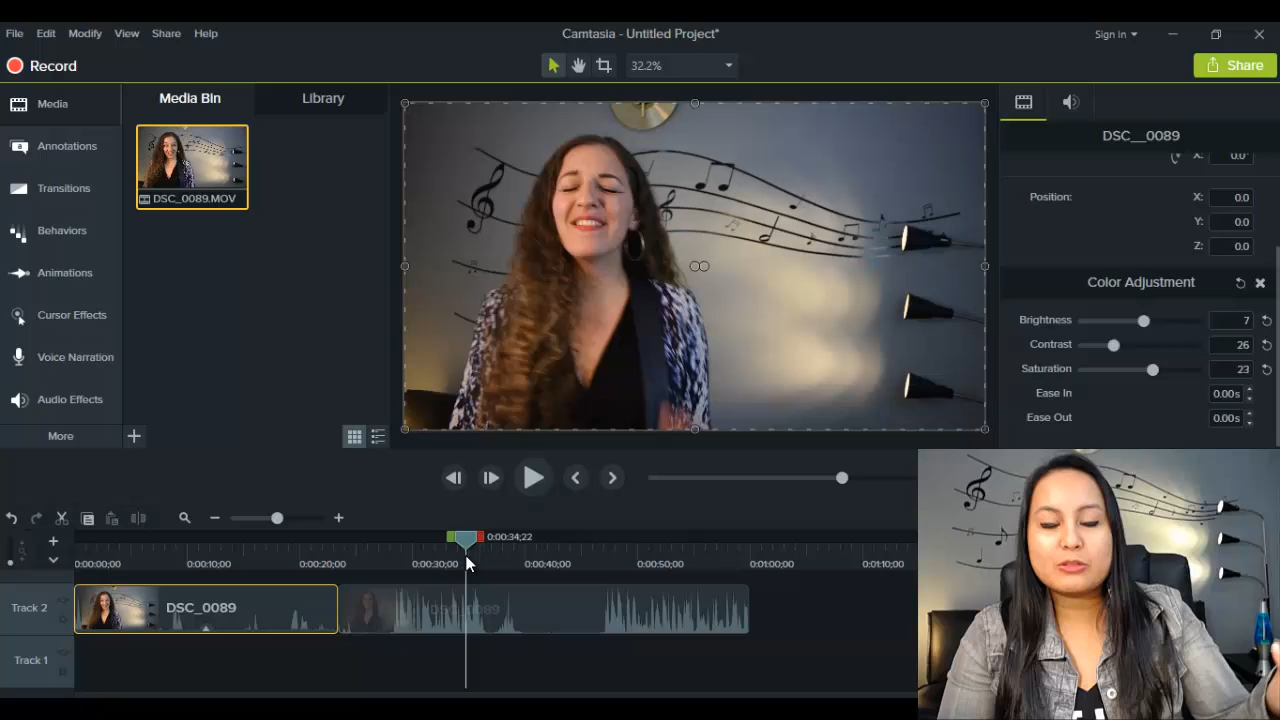 File Edit Modify View Share Help
Camtasia - Untitled Project*
Sign in
Record
32.2%
Share
Media
Media Bin
Library
Annotations
DSC_0089.MOV
Transitions
Behaviors
Animations
Cursor Effects
Voice Narration
Audio Effects
More
DSC__0089
X: 0.0°
Position: X: 0.0
Y: 0.0
Z: 0.0
Color Adjustment
Brightness 7
Contrast 26
Saturation 23
Ease In 0.00s
Ease Out 0.00s
0:00:34;22
0:00:00;00 0:00:10;00 0:00:20;00 0:00:30;00 0:00:40;00 0:00:50;00 0:01:00;00 0:01:10;00
Track 2 DSC_0089 DSC_0089
Track 1